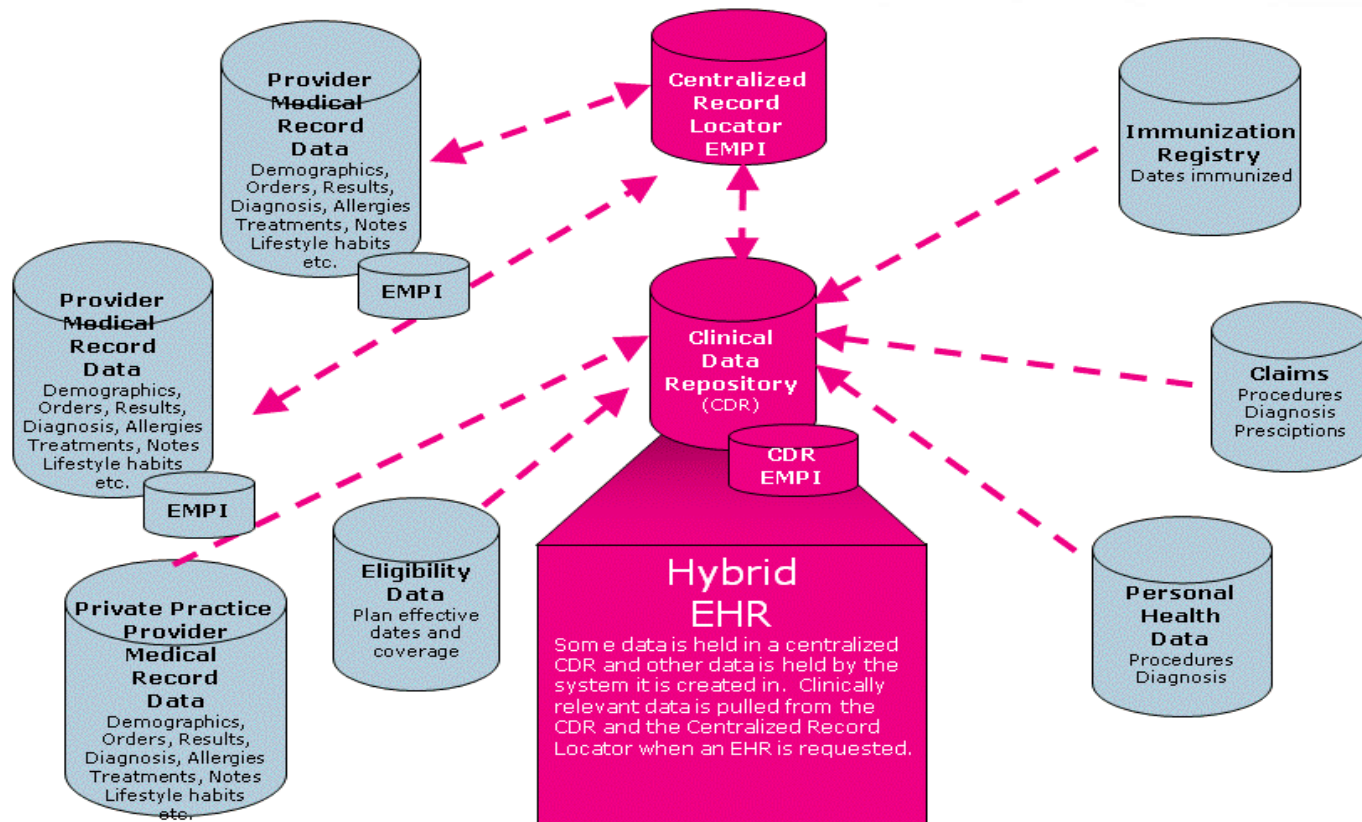 Provider
Medical
Record
Data
Demographics,
Orders, Results,
Diagnosis, Allergies
Treatments, Notes
Lifestyle habits
etc.
EMPI
Centralized
Record
Locator
EMPI
Immunization
Registry
Dates immunized
Provider
Medical
Record
Data
Demographics,
Orders, Results,
Diagnosis, Allergies
Treatments, Notes
Lifestyle habits
etc.
EMPI
Clinical
Data
Repository
(CDR)
CDR
EMPI
Claims
Procedures
Diagnosis
Presciptions
Private Practice
Provider
Medical
Record
Data
Demographics,
Orders, Results,
Diagnosis, Allergies
Treatments, Notes
Lifestyle habits
etc.
Eligibility
Data
Plan effective
dates and
coverage
Hybrid
EHR
Some data is held in a centralized
CDR and other data is held by the
system it is created in. Clinically
relevant data is pulled from the
CDR and the Centralized Record
Locator when an EHR is requested.
Personal
Health
Data
Procedures
Diagnosis